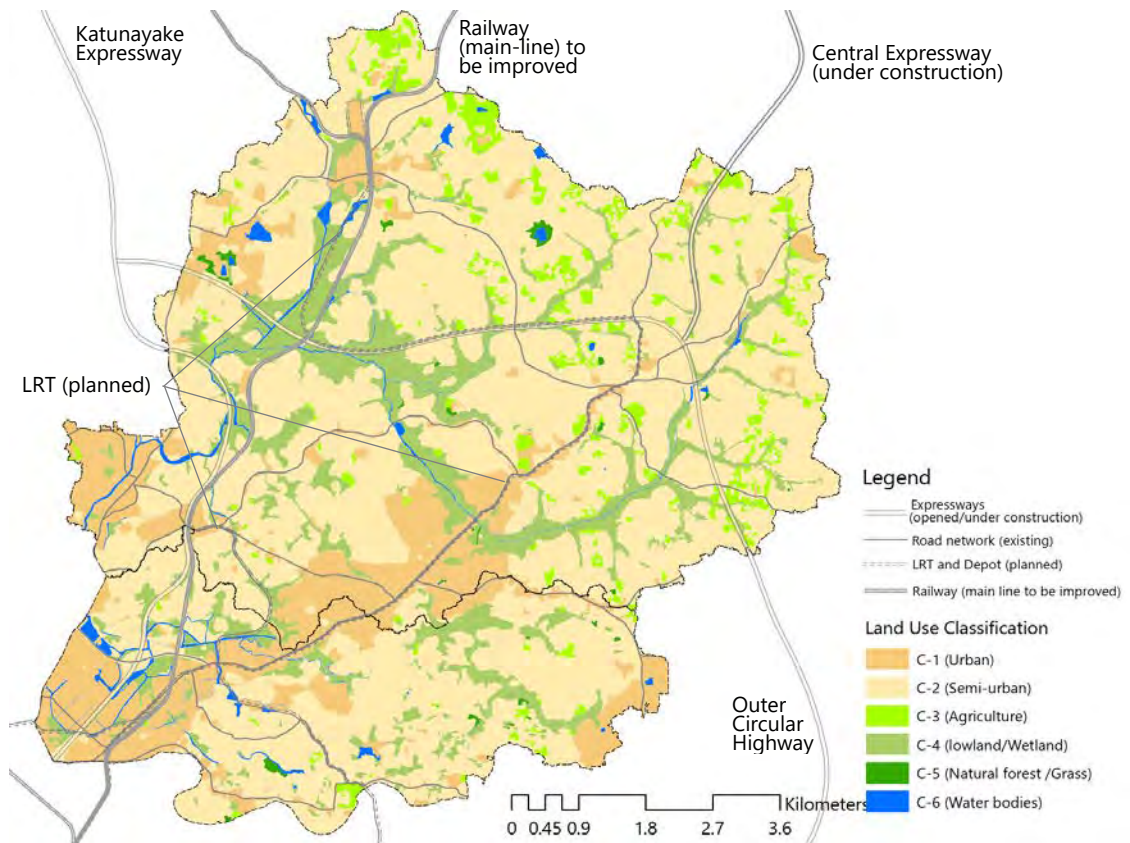 Katunayake
Expressway
Railway
(main-line) to
be improved
Central Expressway
(under construction)
LRT (planned)
Outer
Circular
Highway
Legend
Expressways
(opened/under construction)
Road network (existing)
LRT and Depot (planned)
Railway (main line to be improved)
Land Use Classification
C-1 (Urban)
C-2 (Semi-urban)
C-3 (Agriculture)
C-4 (lowland/Wetland)
C-5 (Natural forest /Grass)
C-6 (Water bodies)
Kilometers
0 0.45 0.9 1.8 2.7 3.6